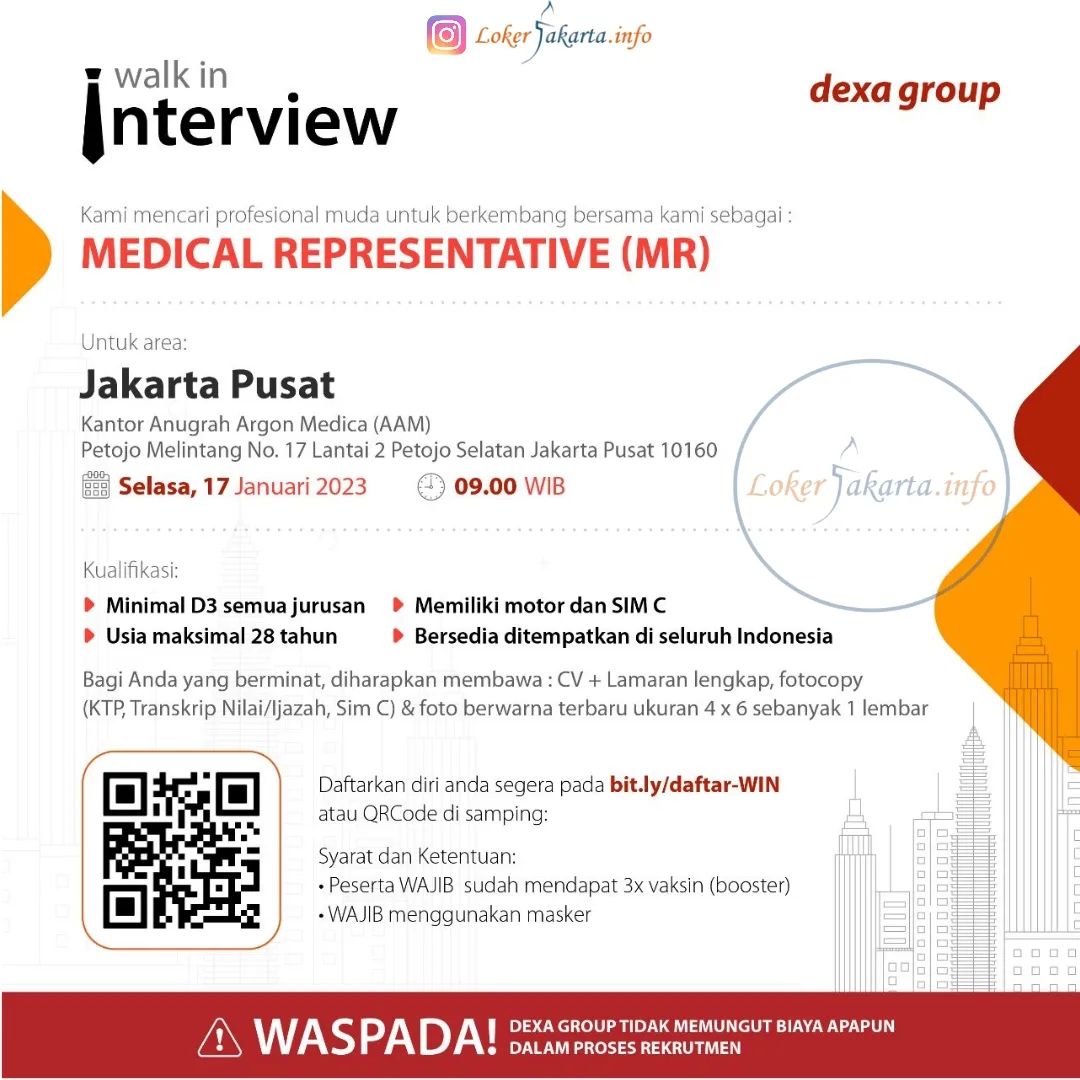 Loker Jakarta.info
walk in
interview
dexa group
Kami mencari profesional muda untuk berkembang bersama kami sebagai :
MEDICAL REPRESENTATIVE (MR)
Untuk area:
Jakarta Pusat
Kantor Anugrah Argon Medica (AAM)
Petojo Melintang No. 17 Lantai 2 Petojo Selatan Jakarta Pusat 10160
Selasa, 17 Januari 2023 09.00 WIB
Loker Jakarta.info
Kualifikasi:
Minimal D3 semua jurusan
Usia maksimal 28 tahun
Memiliki motor dan SIM C
Bersedia ditempatkan di seluruh Indonesia
Bagi Anda yang berminat, diharapkan membawa : CV + Lamaran lengkap, fotocopy
(KTP, Transkrip Nilai/Ijazah, Sim C) & foto berwarna terbaru ukuran 4 x 6 sebanyak 1 lembar
Daftarkan diri anda segera pada bit.ly/daftar-WIN
atau QRCode di samping:
Syarat dan Ketentuan:
• Peserta WAJIB sudah mendapat 3x vaksin (booster)
• WAJIB menggunakan masker
WASPADA!
DEXA GROUP TIDAK MEMUNGUT BIAYA APAPUN
DALAM PROSES REKRUTMEN